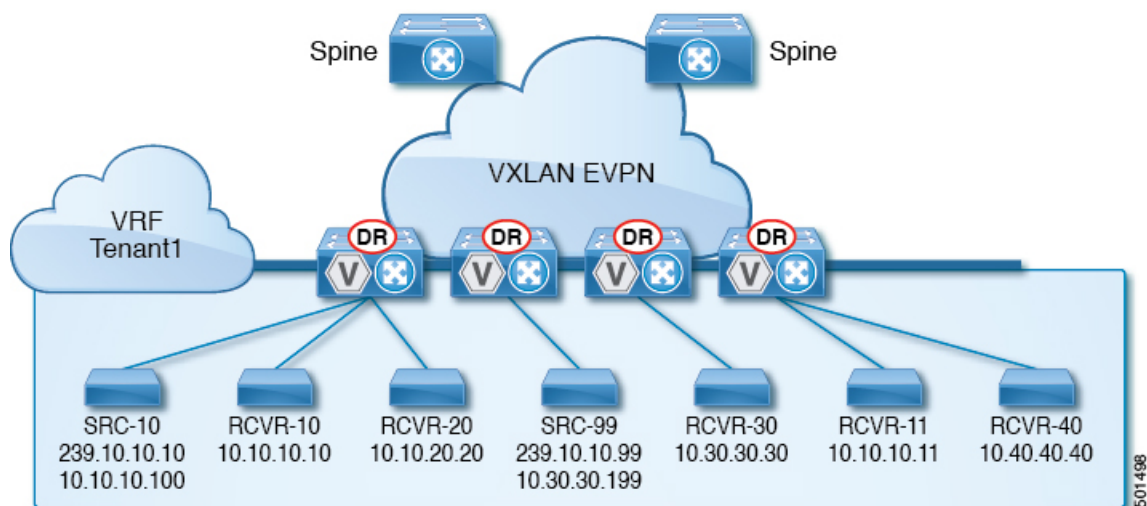 Spine
Spine
VXLAN EVPN
VRF
Tenant1
DR
DR
DR
DR
V
V
V
V
SRC-10
239.10.10.10
10.10.10.100
RCVR-10
10.10.10.10
RCVR-20
10.10.20.20
SRC-99
239.10.10.99
10.30.30.199
RCVR-30
10.30.30.30
RCVR-11
10.10.10.11
RCVR-40
10.40.40.40
501498